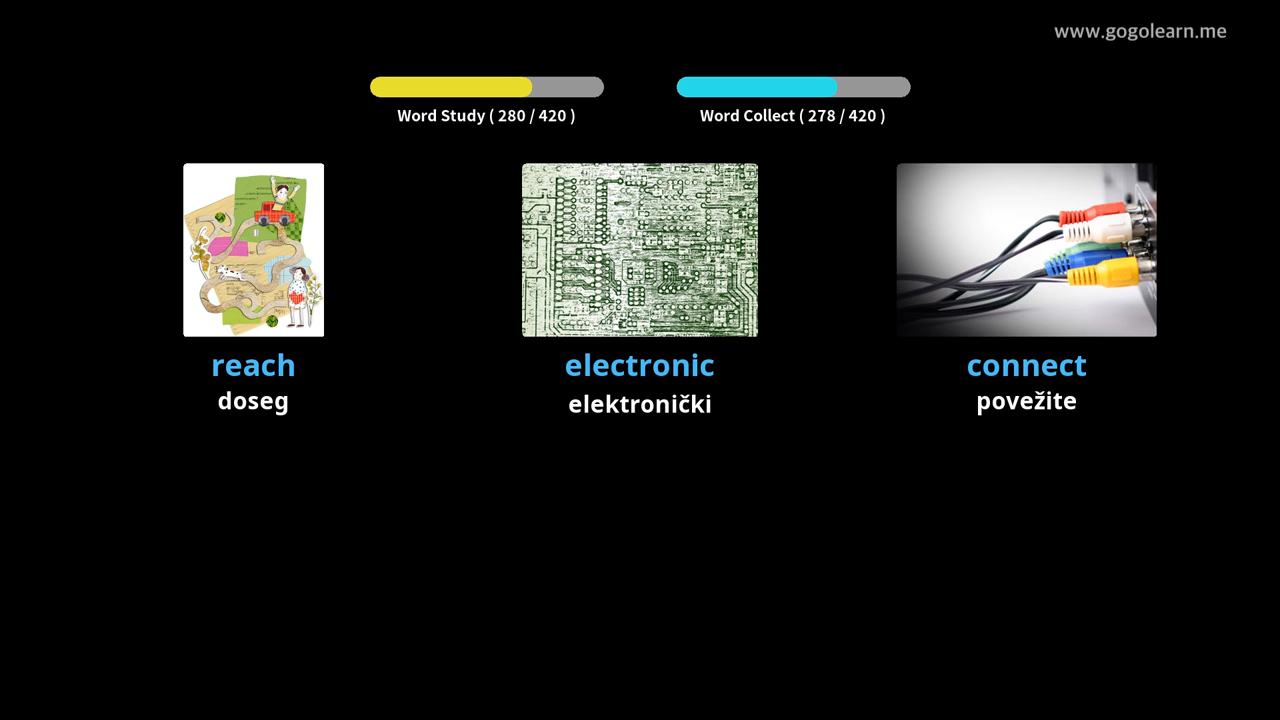 www.gogolearn.me
Word Study ( 280 / 420 )
Word Collect ( 278 / 420 )
reach
electronic
connect
doseg
elektronički
povežite